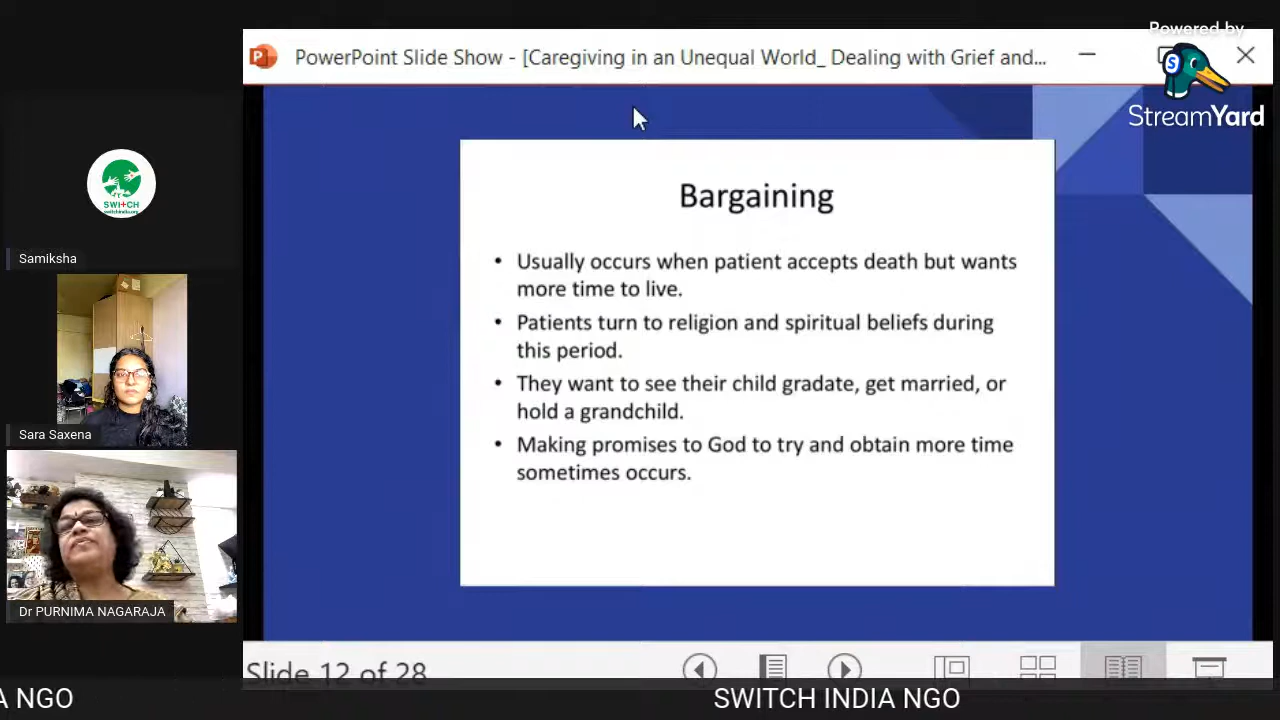 Powered by
StreamYard
PowerPoint Slide Show - [Caregiving in an Unequal World_ Dealing with Grief and...
SWITCH
switchindia.org
Samiksha
Sara Saxena
Dr PURNIMA NAGARAJA
Bargaining
• Usually occurs when patient accepts death but wants
more time to live.
• Patients turn to religion and spiritual beliefs during
this period.
• They want to see their child gradate, get married, or
hold a grandchild.
• Making promises to God to try and obtain more time
sometimes occurs.
Slide 12 of 28
A NGO
SWITCH INDIA NGO